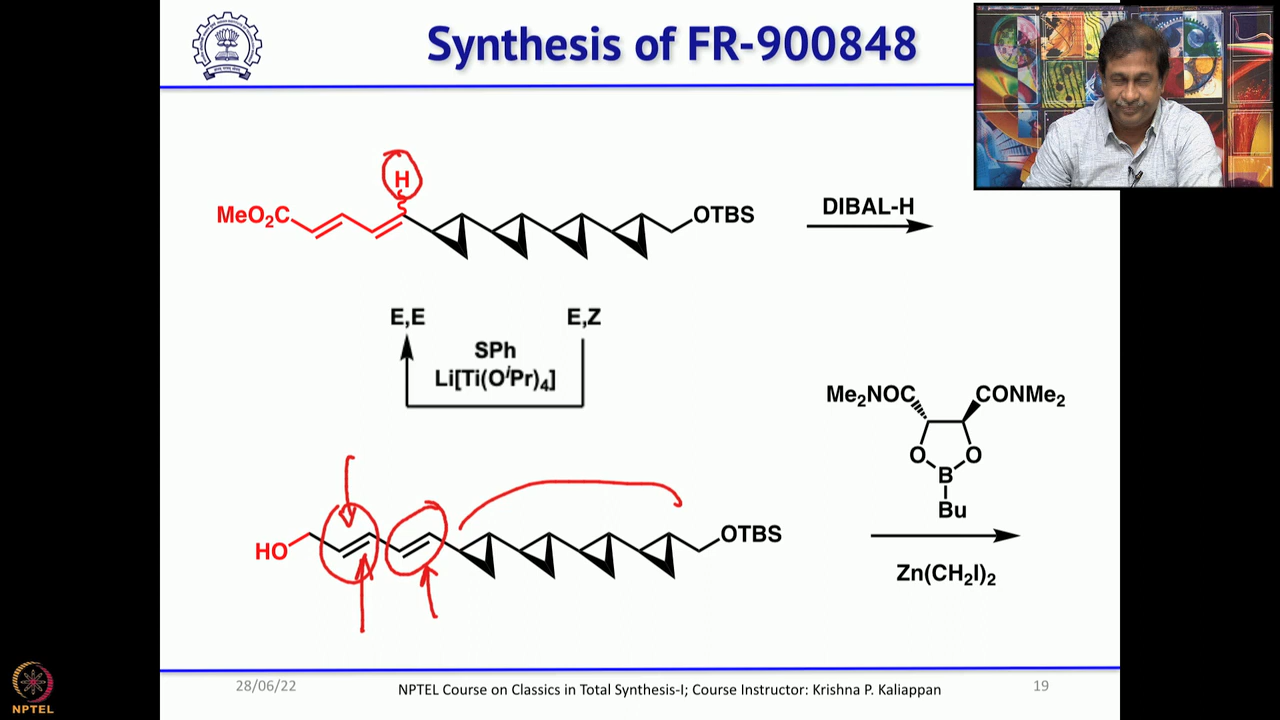 Synthesis of FR-900848
H
MeO₂C
OTBS
DIBAL-H
E,E
E,Z
SPh
Li[Ti(OⁱPr)₄]
Me₂NOC
CONMe₂
O
O
B
Bu
HO
OTBS
Zn(CH₂I)₂
28/06/22
NPTEL Course on Classics in Total Synthesis-I; Course Instructor: Krishna P. Kaliappan
19
NPTEL